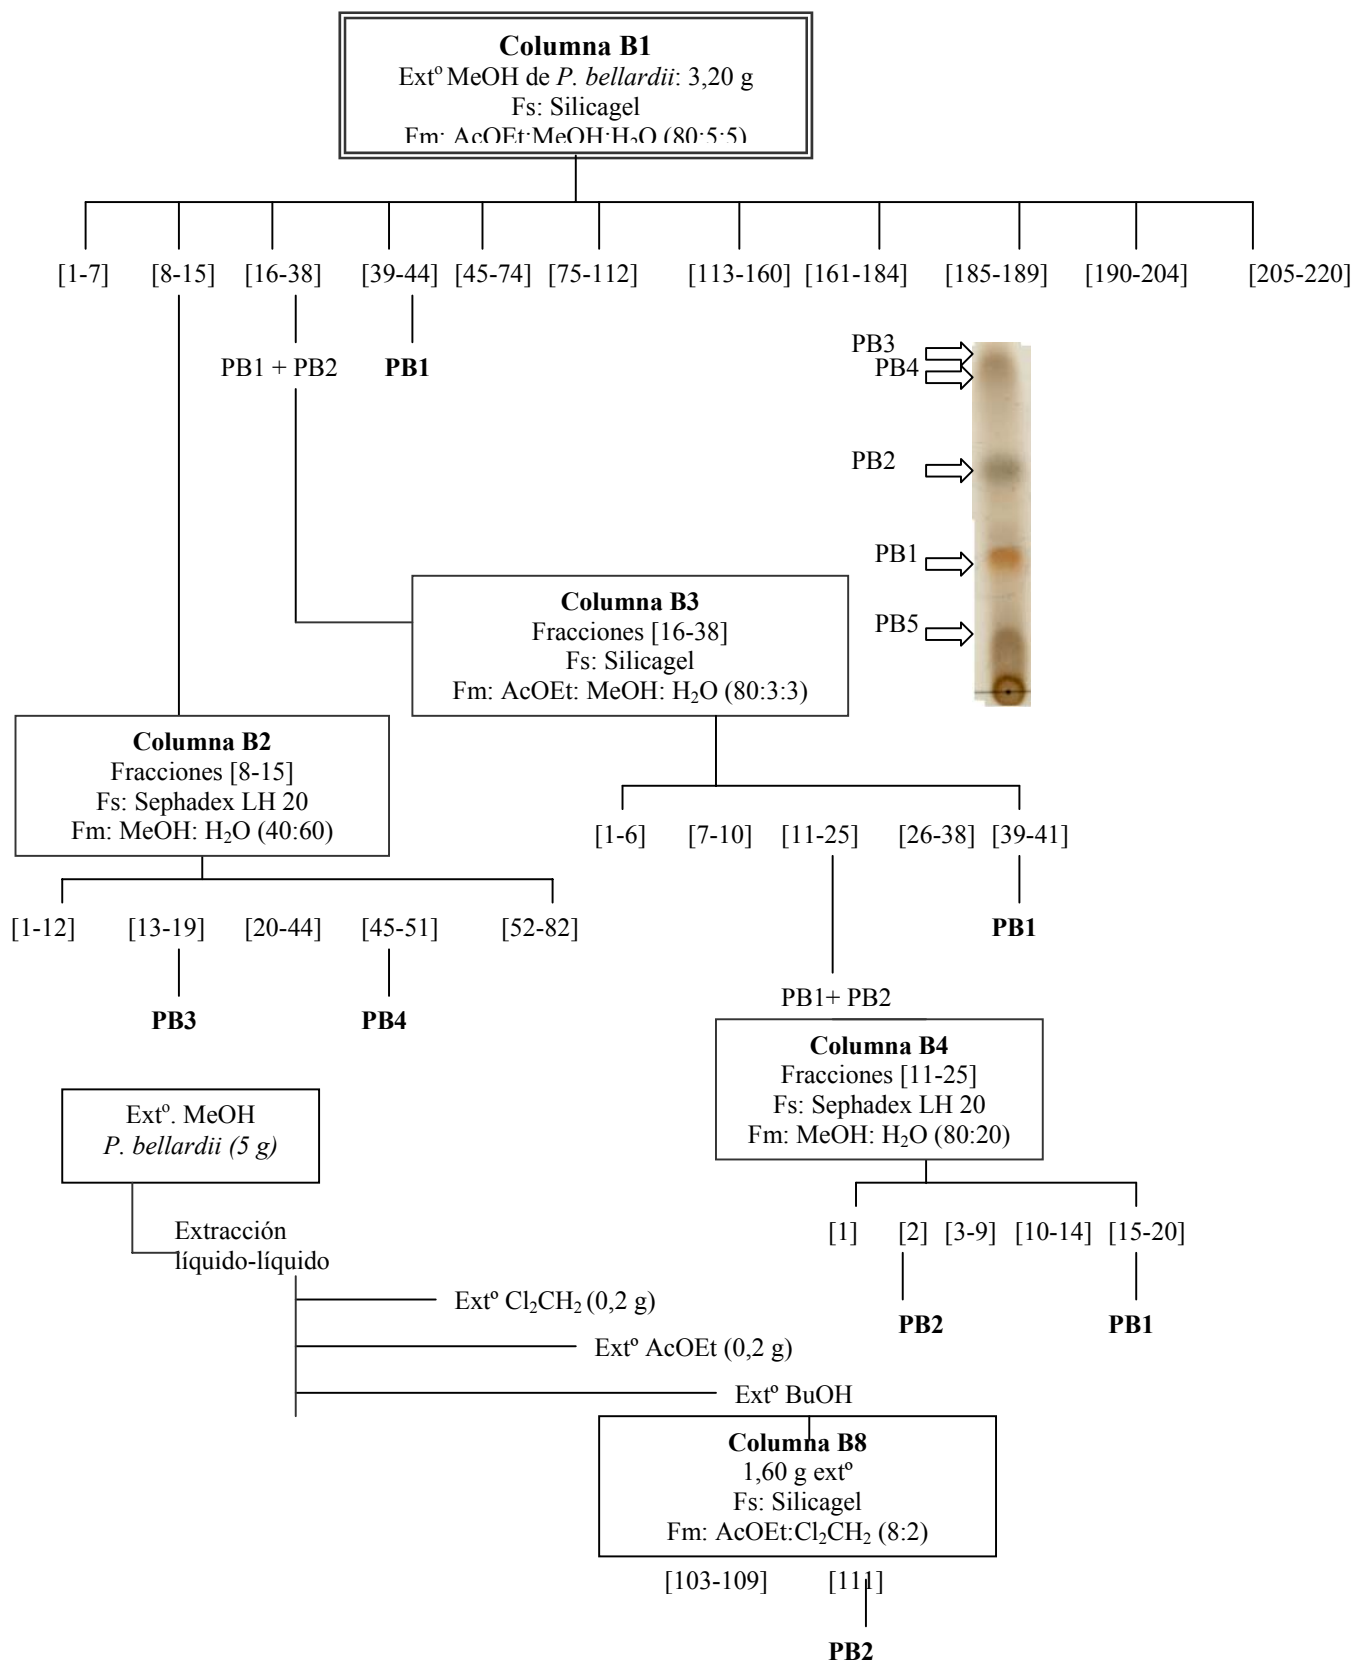 Columna B1
Extº MeOH de P. bellardii: 3,20 g
Fs: Silicagel
Fm: AcOEt:MeOH:H₂O (80:5:5)
[1-7] [8-15] [16-38] [39-44] [45-74] [75-112] [113-160] [161-184] [185-189] [190-204] [205-220]
PB1 + PB2 PB1
PB3
PB4
PB2
PB1
PB5
Columna B3
Fracciones [16-38]
Fs: Silicagel
Fm: AcOEt: MeOH: H₂O (80:3:3)
Columna B2
Fracciones [8-15]
Fs: Sephadex LH 20
Fm: MeOH: H₂O (40:60)
[1-6] [7-10] [11-25] [26-38] [39-41]
[1-12] [13-19] [20-44] [45-51] [52-82]
PB1
PB3 PB4
PB1+ PB2
Columna B4
Fracciones [11-25]
Fs: Sephadex LH 20
Fm: MeOH: H₂O (80:20)
Extº. MeOH
P. bellardii (5 g)
[1] [2] [3-9] [10-14] [15-20]
Extracción
líquido-líquido
PB2 PB1
Extº Cl₂CH₂ (0,2 g)
Extº AcOEt (0,2 g)
Extº BuOH
Columna B8
1,60 g extº
Fs: Silicagel
Fm: AcOEt:Cl₂CH₂ (8:2)
[103-109] [111]
PB2